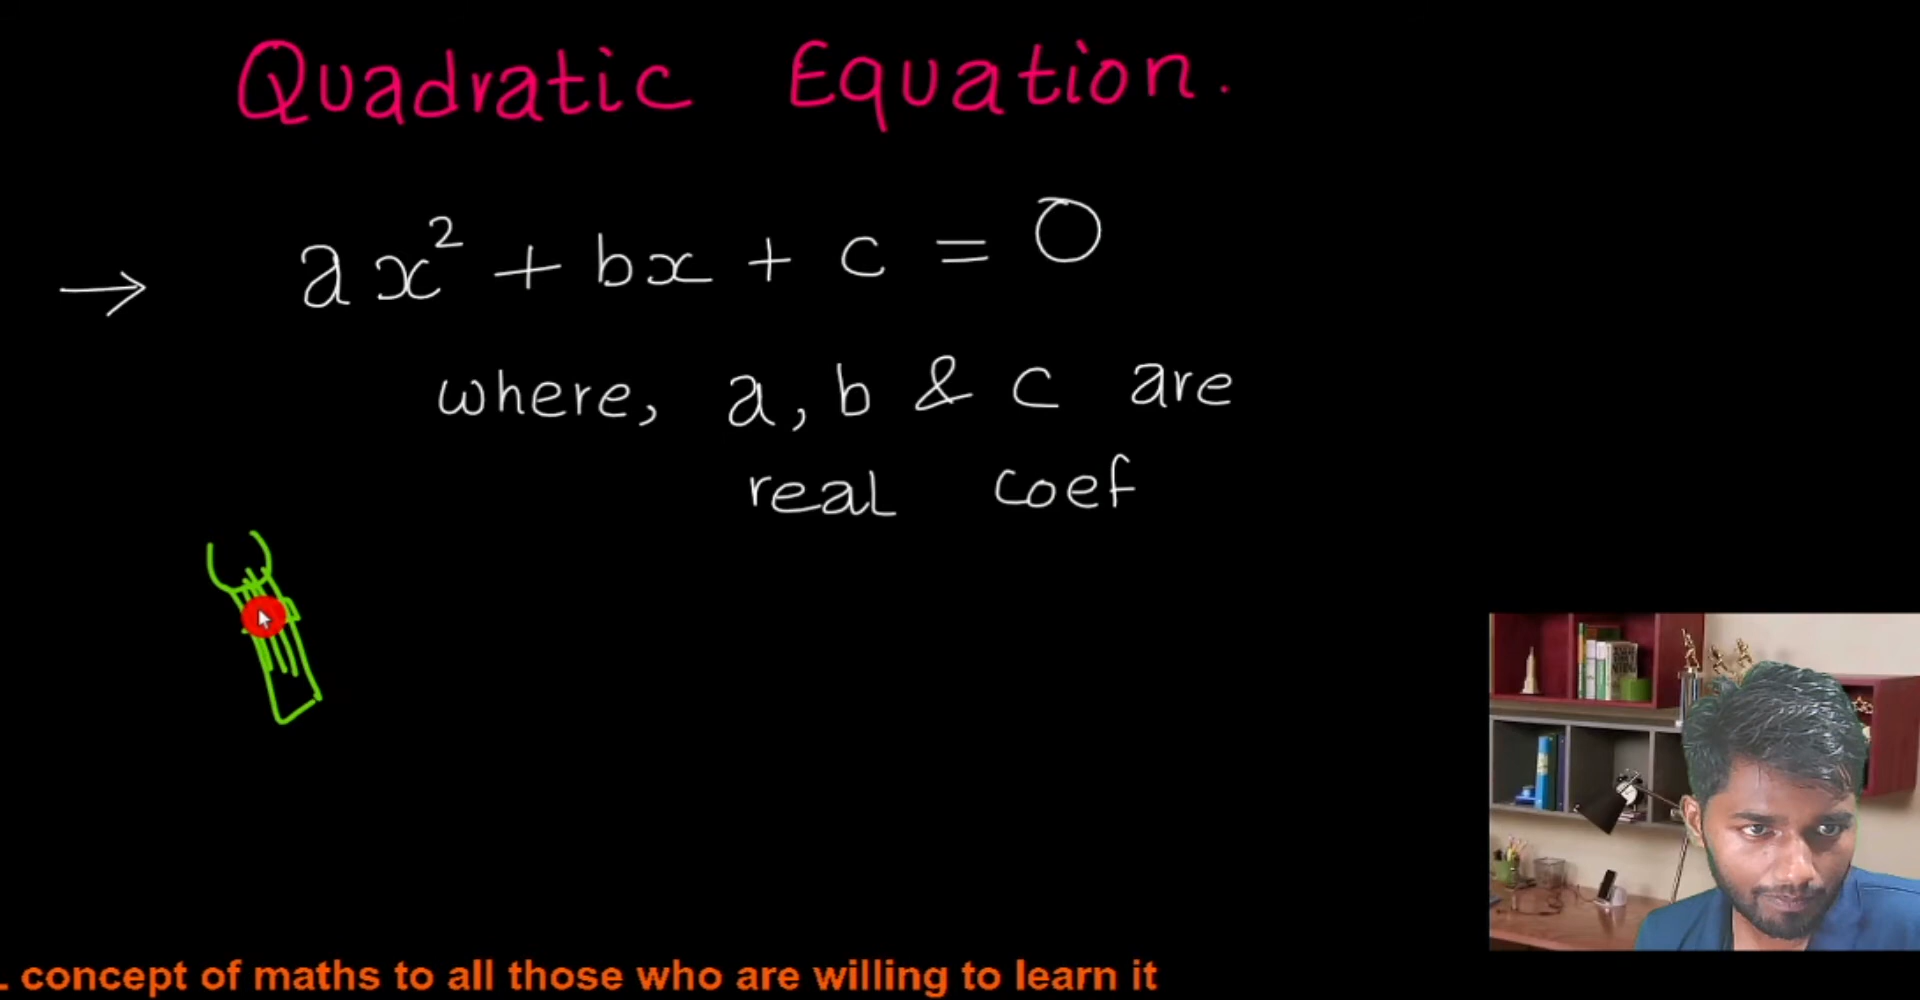 Quadratic Equation.
→ ax² + bx + c = 0
where, a, b & c are
real coef
concept of maths to all those who are willing to learn it